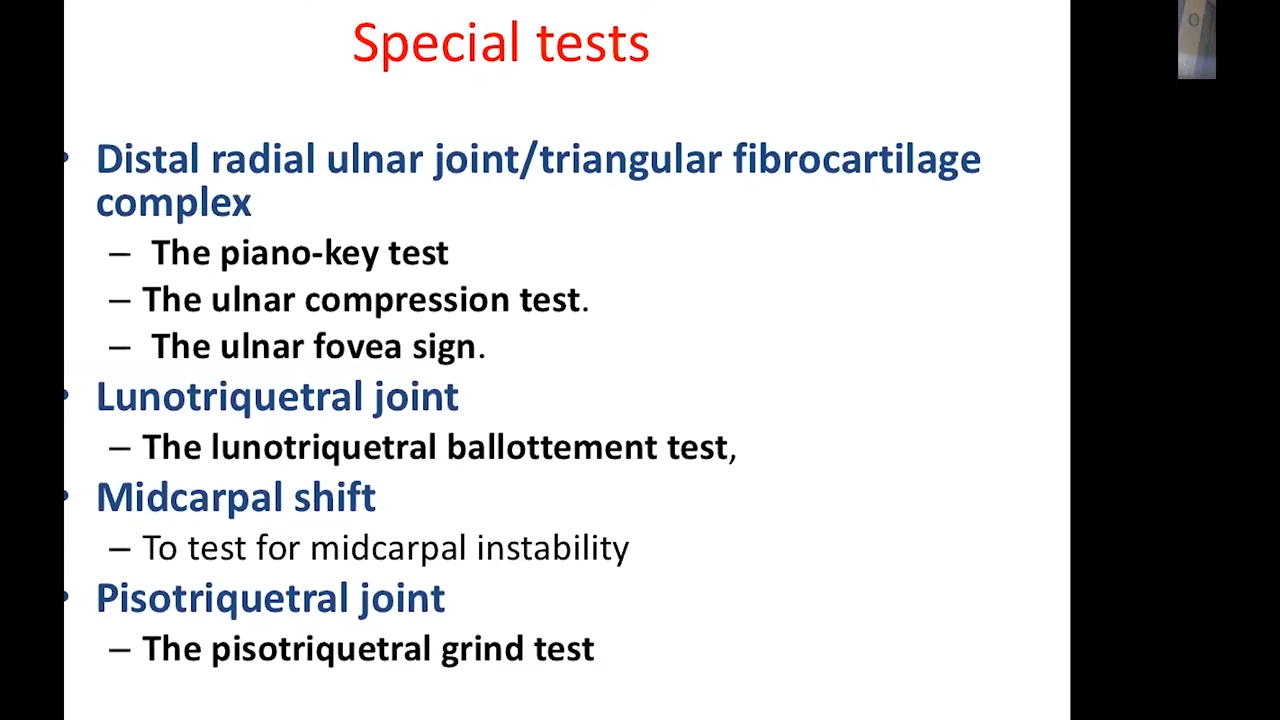 Special tests
• Distal radial ulnar joint/triangular fibrocartilage
complex
– The piano-key test
– The ulnar compression test.
– The ulnar fovea sign.
• Lunotriquetral joint
– The lunotriquetral ballottement test,
• Midcarpal shift
– To test for midcarpal instability
• Pisotriquetral joint
– The pisotriquetral grind test